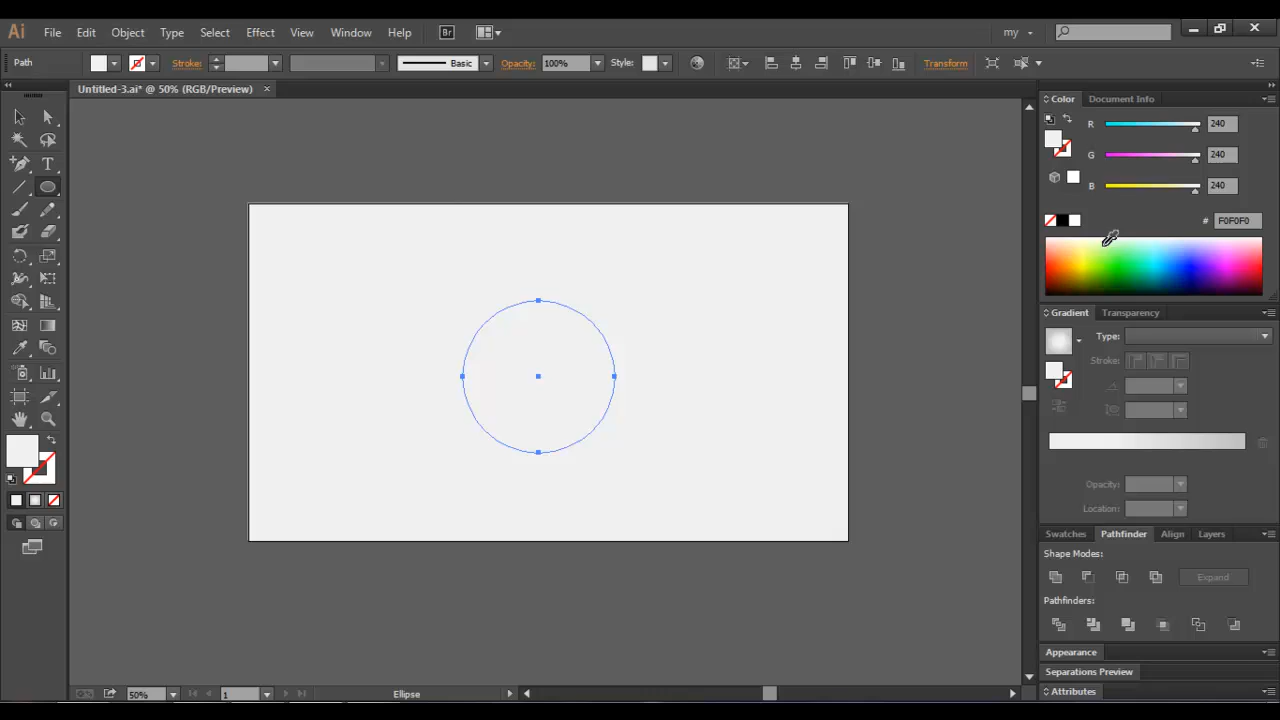 Ai File Edit Object Type Select Effect View Window Help Br my
Path Stroke: Basic Opacity: 100% Style: Transform
Untitled-3.ai* @ 50% (RGB/Preview) ×
Color Document Info
R 240
G 240
B 240
# F0F0F0
Gradient Transparency
Type:
Stroke:
Opacity:
Location:
Swatches Pathfinder Align Layers
Shape Modes:
Expand
Pathfinders:
Appearance
Separations Preview
Attributes
T
50% 1 Ellipse